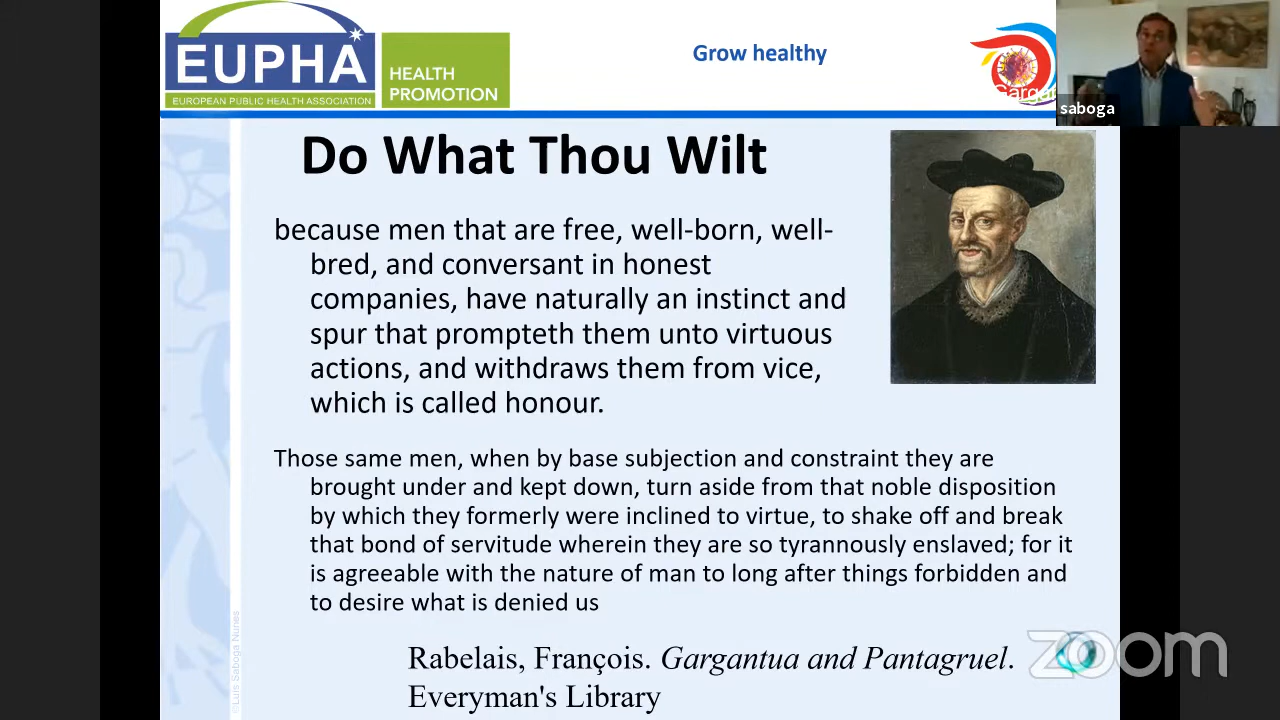 EUPHA
EUROPEAN PUBLIC HEALTH ASSOCIATION
HEALTH
PROMOTION
Grow healthy
saboga
Do What Thou Wilt
because men that are free, well-born, well-
bred, and conversant in honest
companies, have naturally an instinct and
spur that prompteth them unto virtuous
actions, and withdraws them from vice,
which is called honour.
Those same men, when by base subjection and constraint they are
brought under and kept down, turn aside from that noble disposition
by which they formerly were inclined to virtue, to shake off and break
that bond of servitude wherein they are so tyrannously enslaved; for it
is agreeable with the nature of man to long after things forbidden and
to desire what is denied us
Rabelais, François. Gargantua and Pantagruel.
Everyman's Library
©Luis Saboga Nunes
zoom